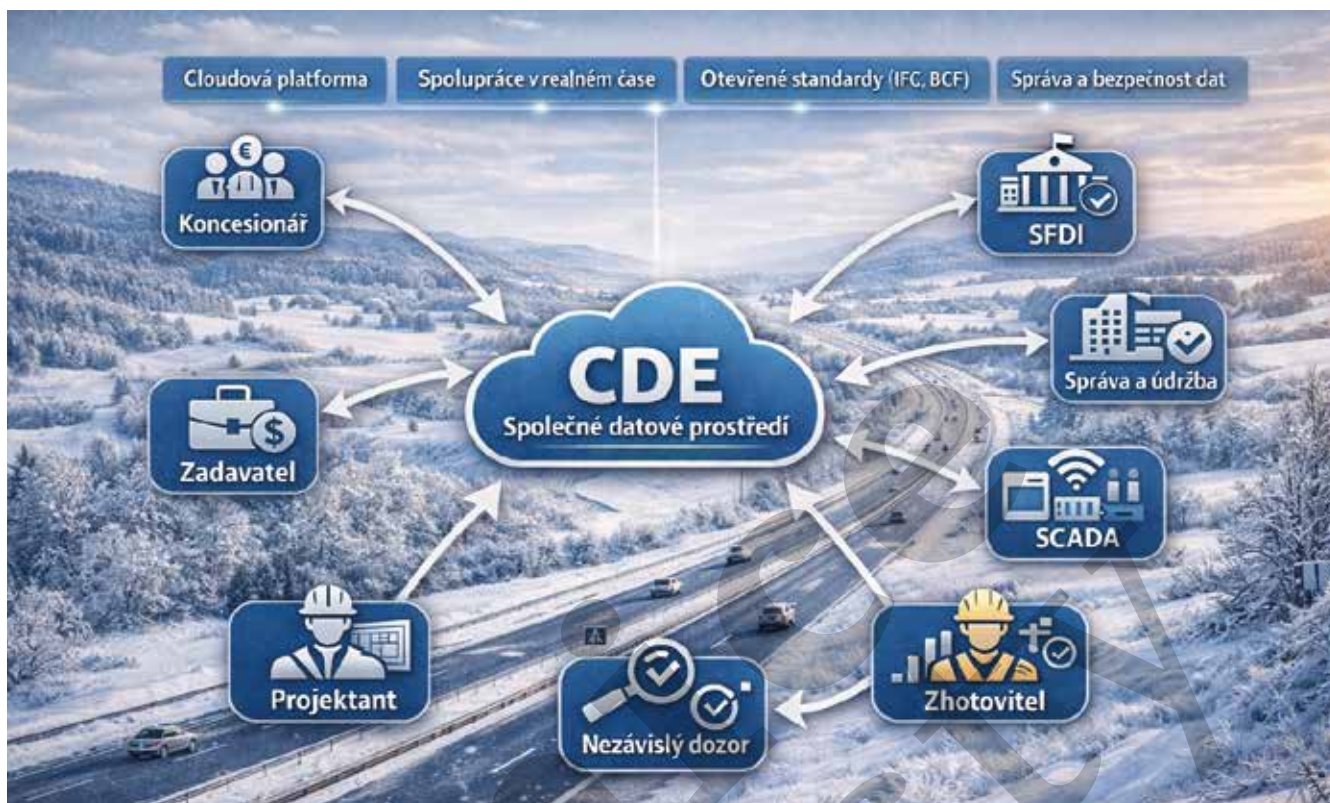 Cloudová platforma
Spolupráce v realném čase
Otevřené standardy (IFC, BCF)
Správa a bezpečnost dat
€
Koncesionář
SFDI
CDE
Společné datové prostředí
Správa a údržba
$
Zadavatel
SCADA
Projektant
Zhotovitel
Nezávislý dozor